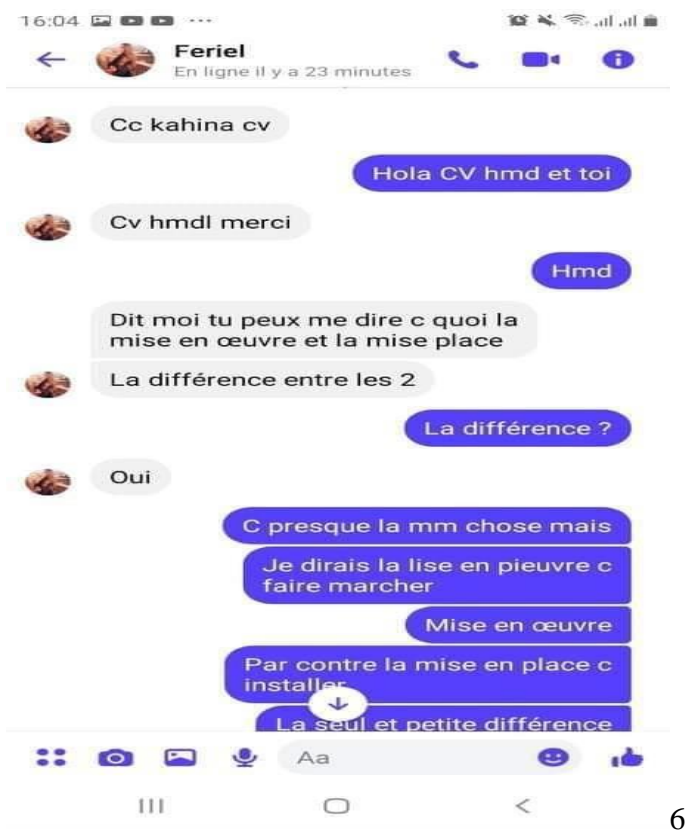 16:04
Feriel
En ligne il y a 23 minutes
Cc kahina cv
Hola CV hmd et toi
Cv hmdl merci
Hmd
Dit moi tu peux me dire c quoi la
mise en œuvre et la mise place
La différence entre les 2
La différence ?
Oui
C presque la mm chose mais
Je dirais la lise en pieuvre c
faire marcher
Mise en œuvre
Par contre la mise en place c
installer
La seul et petite différence
Aa
6